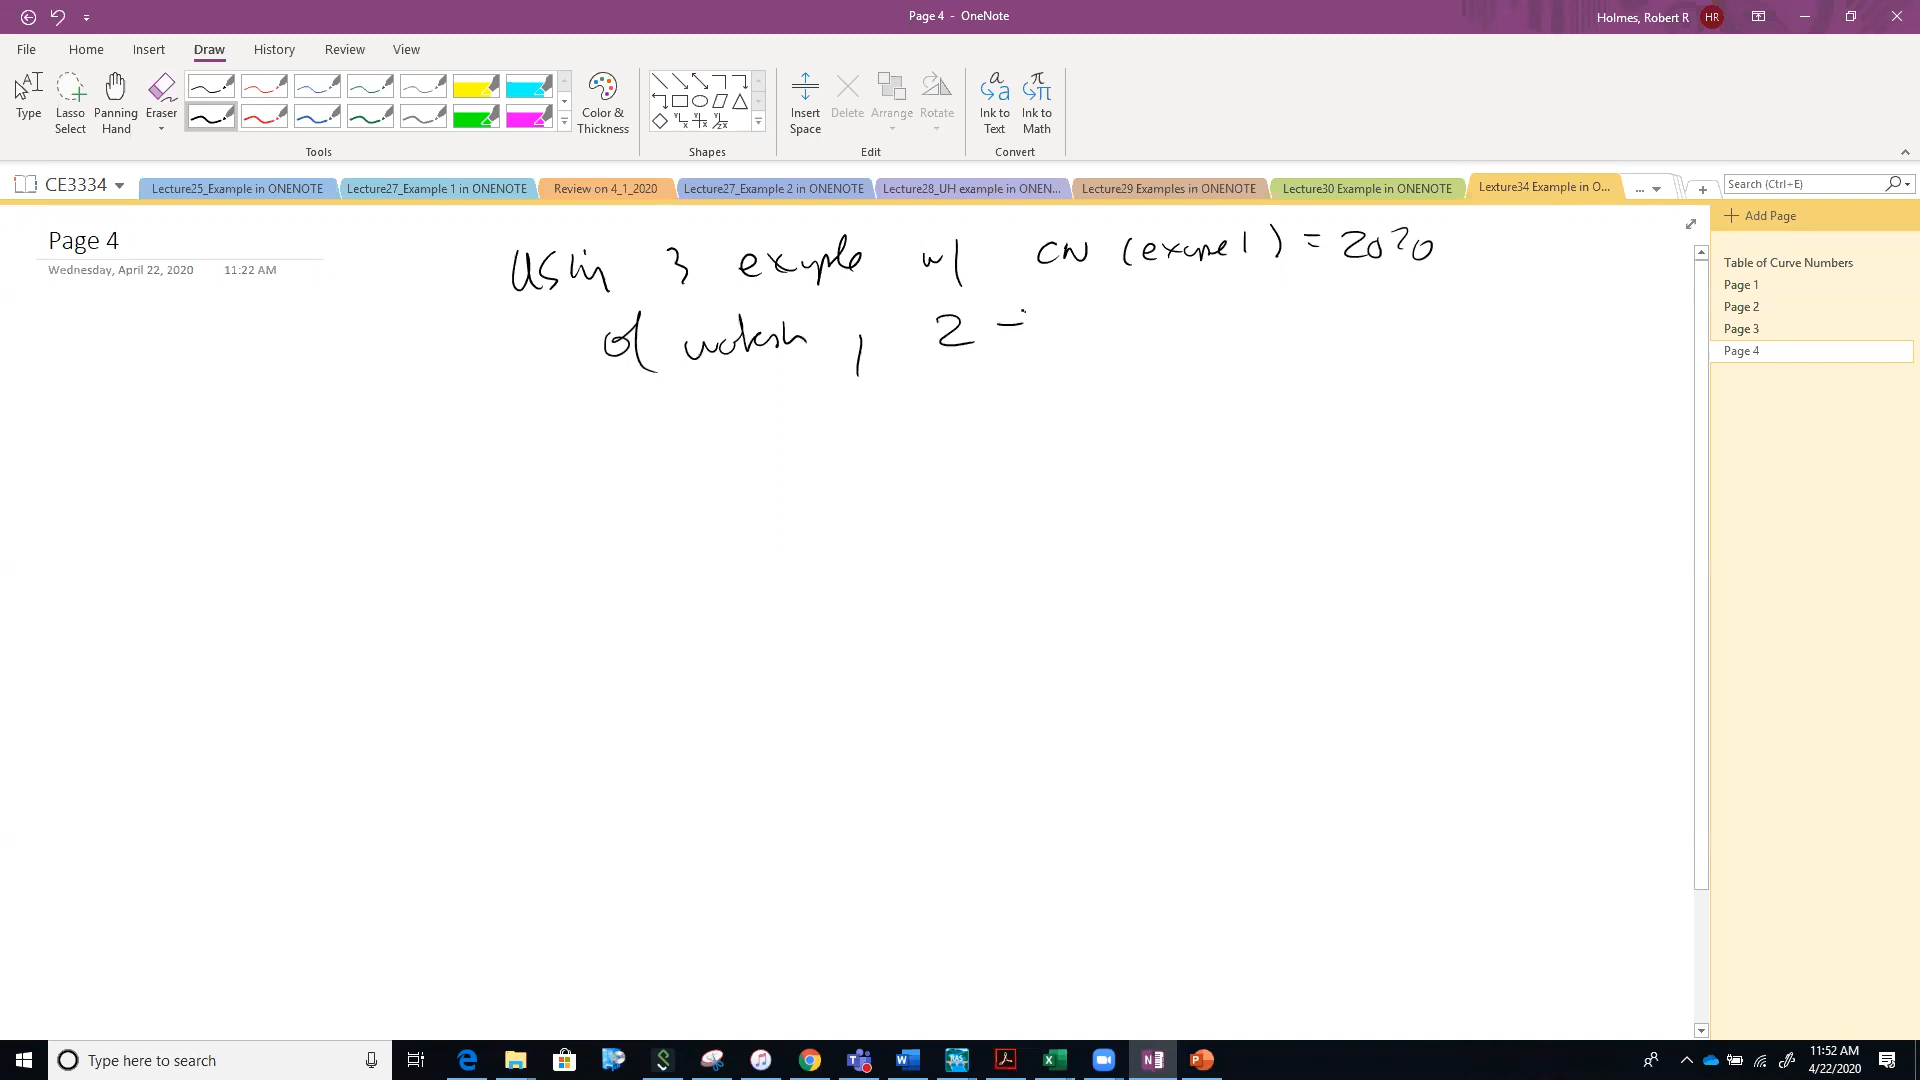 Page 4 - OneNote
Holmes, Robert R HR
File Home Insert Draw History Review View
Type
Lasso Select
Panning Hand
Eraser
Color & Thickness
Insert Space
Delete
Arrange
Rotate
Ink to Text
Ink to Math
Tools
Shapes
Edit
Convert
CE3334
Lecture25_Example in ONENOTE
Lecture27_Example 1 in ONENOTE
Review on 4_1_2020
Lecture27_Example 2 in ONENOTE
Lecture28_UH example in ONEN...
Lecture29 Examples in ONENOTE
Lecture30 Example in ONENOTE
Lexture34 Example in O...
...
Search (Ctrl+E)
Add Page
Table of Curve Numbers
Page 1
Page 2
Page 3
Page 4
Page 4
Wednesday, April 22, 2020 11:22 AM
Using 3 example w/ CN (example 1) = 20%
of 2 =
Type here to search
11:52 AM
4/22/2020